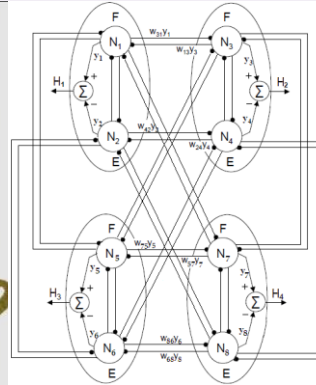 F F
w31y1
N1 N3
w13y3
y1 y3
H1 Σ + − Σ + − H2
y2 y4
w42y2
N2 N4
w24y4
E E
F F
w75y5
N5 N7
w57y7
y5 y7
H3 Σ + − Σ + − H4
y6 y8
w86y6
N6 N8
w68y8
E E